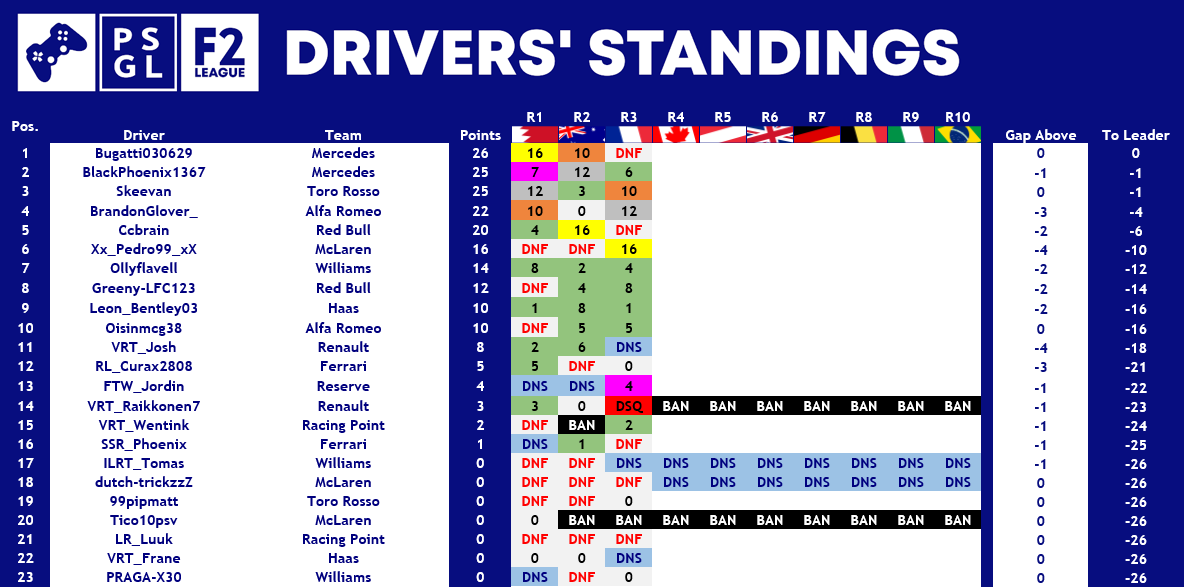 PS
GL
F2
LEAGUE
DRIVERS' STANDINGS
R1 R2 R3 R4 R5 R6 R7 R8 R9 R10
Pos. Driver Team Points Gap Above To Leader
1 Bugatti030629 Mercedes 26 16 10 DNF 0 0
2 BlackPhoenix1367 Mercedes 25 7 12 6 -1 -1
3 Skeevan Toro Rosso 25 12 3 10 0 -1
4 BrandonGlover_ Alfa Romeo 22 10 0 12 -3 -4
5 Ccbrain Red Bull 20 4 16 DNF -2 -6
6 Xx_Pedro99_xX McLaren 16 DNF DNF 16 -4 -10
7 Ollyflavell Williams 14 8 2 4 -2 -12
8 Greeny-LFC123 Red Bull 12 DNF 4 8 -2 -14
9 Leon_Bentley03 Haas 10 1 8 1 -2 -16
10 Oisinmcg38 Alfa Romeo 10 DNF 5 5 0 -16
11 VRT_Josh Renault 8 2 6 DNS -4 -18
12 RL_Curax2808 Ferrari 5 5 DNF 0 -3 -21
13 FTW_Jordin Reserve 4 DNS DNS 4 -1 -22
14 VRT_Raikkonen7 Renault 3 3 0 DSQ BAN BAN BAN BAN BAN BAN BAN -1 -23
15 VRT_Wentink Racing Point 2 DNF BAN 2 -1 -24
16 SSR_Phoenix Ferrari 1 DNS 1 DNF -1 -25
17 ILRT_Tomas Williams 0 DNF DNF DNS DNS DNS DNS DNS DNS DNS DNS -1 -26
18 dutch-trickzzZ McLaren 0 DNF DNF DNF DNS DNS DNS DNS DNS DNS DNS 0 -26
19 99pipmatt Toro Rosso 0 DNF DNF 0 0 -26
20 Tico10psv McLaren 0 0 BAN BAN BAN BAN BAN BAN BAN BAN BAN 0 -26
21 LR_Luuk Racing Point 0 DNF DNF DNF 0 -26
22 VRT_Frane Haas 0 0 0 DNS 0 -26
23 PRAGA-X30 Williams 0 DNS DNF 0 0 -26